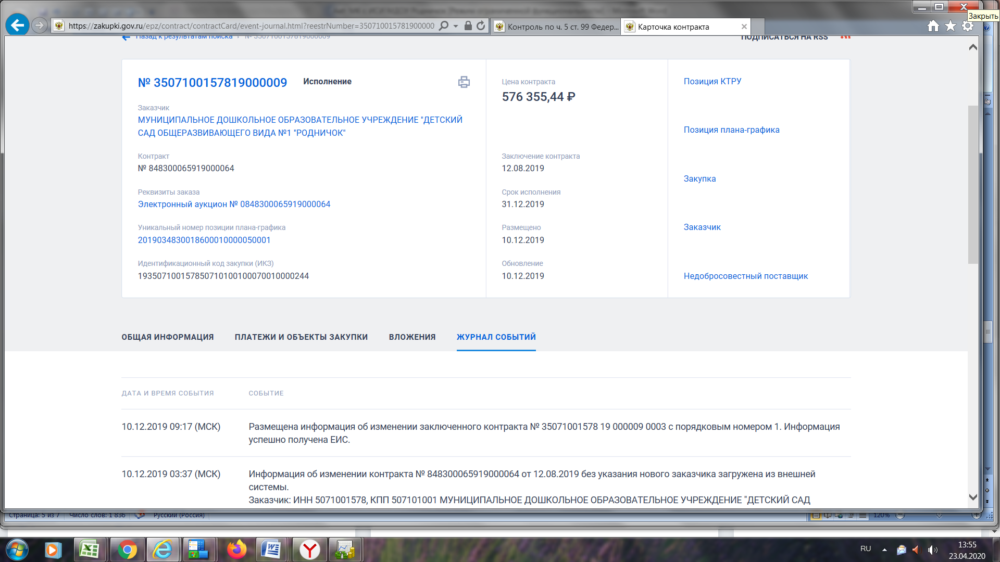 Закрыть
https://zakupki.gov.ru/epz/contract/contractCard/event-journal.html?reestrNumber=35071001578190000
Контроль по ч. 5 ст. 99 Федер...
Карточка контракта
Назад к результатам поиска
№ 3507100157819000009
ПОДПИСАТЬСЯ НА RSS
№ 3507100157819000009
Исполнение
Заказчик
МУНИЦИПАЛЬНОЕ ДОШКОЛЬНОЕ ОБРАЗОВАТЕЛЬНОЕ УЧРЕЖДЕНИЕ "ДЕТСКИЙ
САД ОБЩЕРАЗВИВАЮЩЕГО ВИДА №1 "РОДНИЧОК"
Контракт
№ 848300065919000064
Реквизиты заказа
Электронный аукцион № 0848300065919000064
Уникальный номер позиции плана-графика
2019034830018600010000050001
Идентификационный код закупки (ИКЗ)
193507100157850710100100070010000244
Цена контракта
576 355,44 ₽
Заключение контракта
12.08.2019
Срок исполнения
31.12.2019
Размещено
10.12.2019
Обновление
10.12.2019
Позиция КТРУ
Позиция плана-графика
Закупка
Заказчик
Недобросовестный поставщик
ОБЩАЯ ИНФОРМАЦИЯ
ПЛАТЕЖИ И ОБЪЕКТЫ ЗАКУПКИ
ВЛОЖЕНИЯ
ЖУРНАЛ СОБЫТИЙ
ДАТА И ВРЕМЯ СОБЫТИЯ
СОБЫТИЕ
10.12.2019 09:17 (МСК)
Размещена информация об изменении заключенного контракта № 35071001578 19 000009 0003 с порядковым номером 1. Информация
успешно получена ЕИС.
10.12.2019 03:37 (МСК)
Информация об изменении контракта № 848300065919000064 от 12.08.2019 без указания нового заказчика загружена из внешней
системы.
Заказчик: ИНН 5071001578, КПП 507101001 МУНИЦИПАЛЬНОЕ ДОШКОЛЬНОЕ ОБРАЗОВАТЕЛЬНОЕ УЧРЕЖДЕНИЕ "ДЕТСКИЙ САД
Страница: 5 из 7
Число слов: 1 836
Русский (Россия)
120%
RU
13:55
23.04.2020